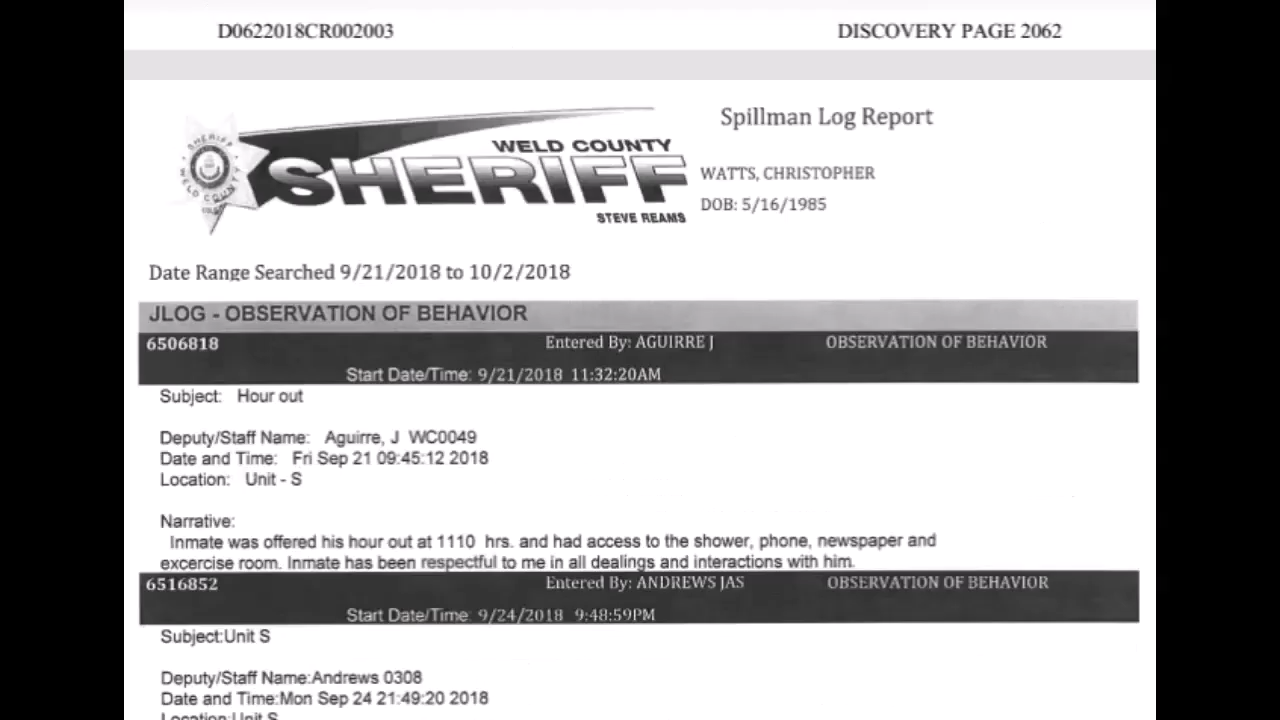 D0622018CR002003 DISCOVERY PAGE 2062
Spillman Log Report
SHERIFF
WELD COUNTY
WELD COUNTY
SHERIFF
STEVE REAMS
WATTS, CHRISTOPHER
DOB: 5/16/1985
Date Range Searched 9/21/2018 to 10/2/2018
JLOG - OBSERVATION OF BEHAVIOR
6506818 Entered By: AGUIRRE J OBSERVATION OF BEHAVIOR
Start Date/Time: 9/21/2018 11:32:20AM
Subject: Hour out
Deputy/Staff Name: Aguirre, J WC0049
Date and Time: Fri Sep 21 09:45:12 2018
Location: Unit - S
Narrative:
Inmate was offered his hour out at 1110 hrs. and had access to the shower, phone, newspaper and
excercise room. Inmate has been respectful to me in all dealings and interactions with him.
6516852 Entered By: ANDREWS JAS OBSERVATION OF BEHAVIOR
Start Date/Time: 9/24/2018 9:48:59PM
Subject:Unit S
Deputy/Staff Name:Andrews 0308
Date and Time:Mon Sep 24 21:49:20 2018
Location:Unit S